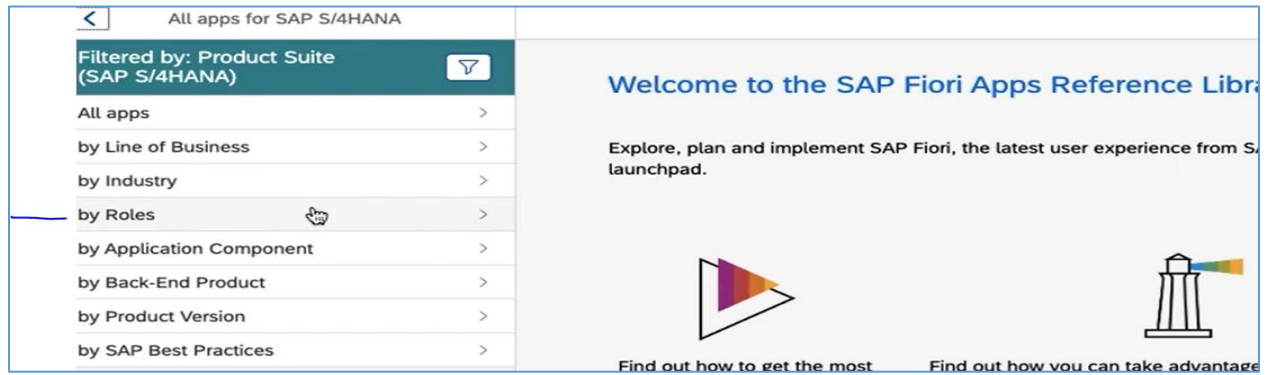 All apps for SAP S/4HANA
Filtered by: Product Suite
(SAP S/4HANA)
All apps
by Line of Business
by Industry
by Roles
by Application Component
by Back-End Product
by Product Version
by SAP Best Practices
Welcome to the SAP Fiori Apps Reference
Explore, plan and implement SAP Fiori, the latest user experience from
launchpad.
Find out how to get the most
Find out how you can take advantage